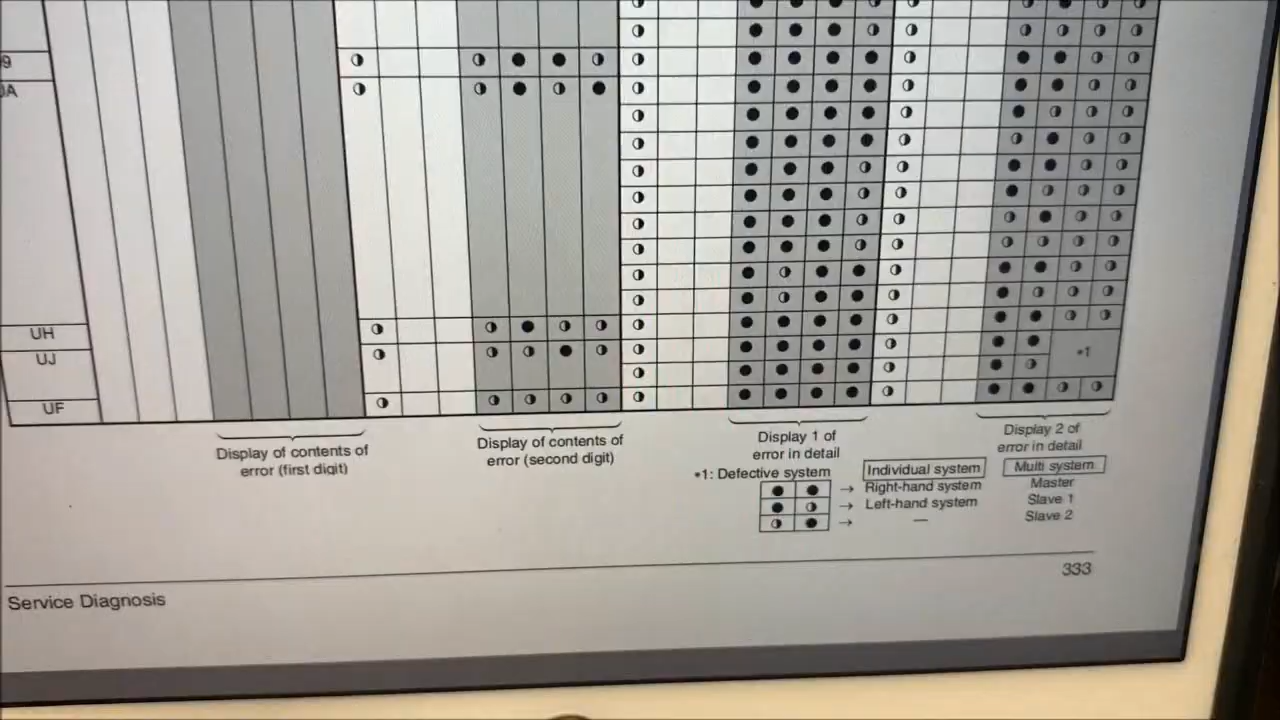 9
UH
UJ
UF
*1
Display of contents of
error (first digit)
Display of contents of
error (second digit)
Display 1 of
error in detail
Display 2 of
error in detail
*1: Defective system
Individual system
Multi system
→ Right-hand system
Master
→ Left-hand system
Slave 1
→ —
Slave 2
Service Diagnosis
333